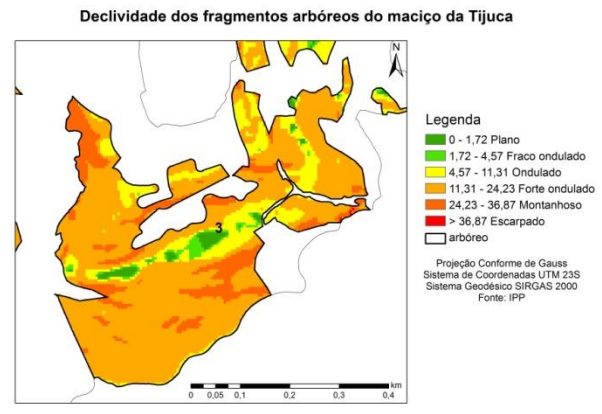 Declividade dos fragmentos arbóreos do maciço da Tijuca
N
Legenda
0 - 1,72 Plano
1,72 - 4,57 Fraco ondulado
4,57 - 11,31 Ondulado
11,31 - 24,23 Forte ondulado
24,23 - 36,87 Montanhoso
> 36,87 Escarpado
arbóreo
3
Projeção Conforme de Gauss
Sistema de Coordenadas UTM 23S
Sistema Geodésico SIRGAS 2000
Fonte: IPP
km
0 0,05 0,1 0,2 0,3 0,4